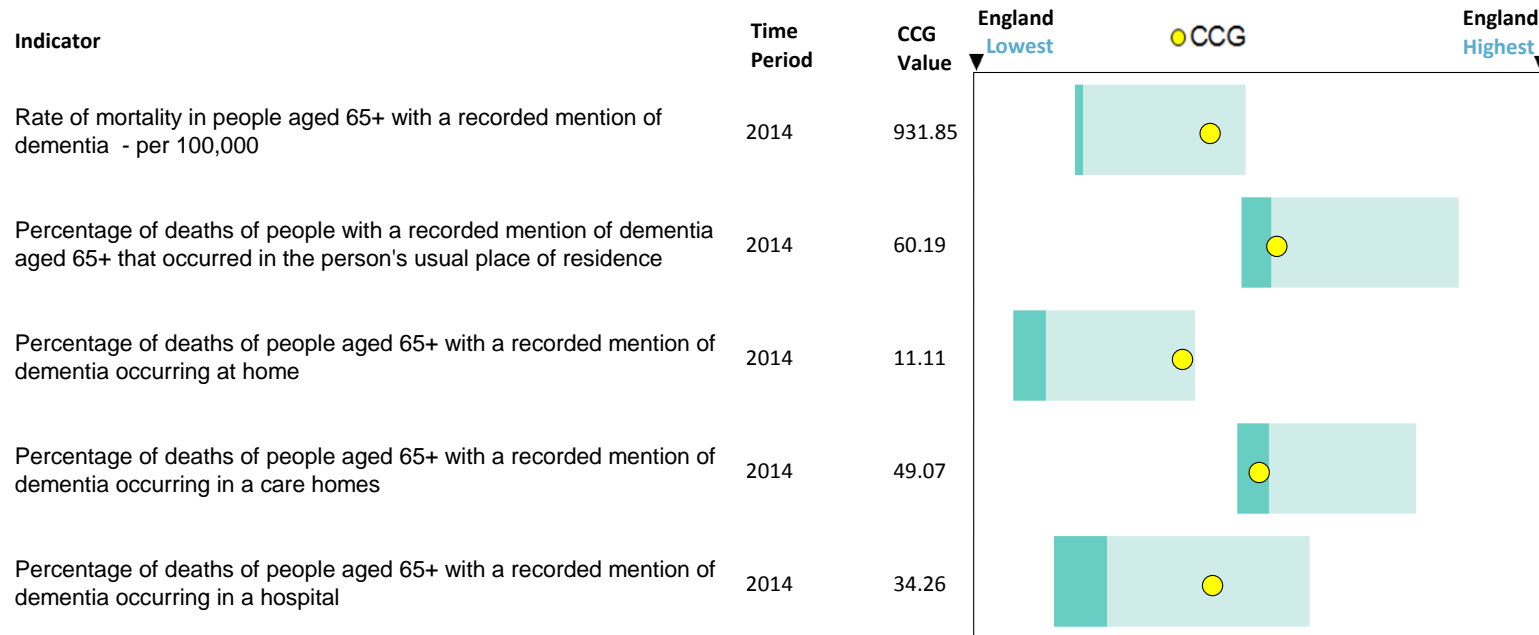 Indicator
Time Period
CCG Value
England Lowest
CCG
England Highest
Rate of mortality in people aged 65+ with a recorded mention of
dementia - per 100,000
2014
931.85
Percentage of deaths of people with a recorded mention of dementia
aged 65+ that occurred in the person's usual place of residence
2014
60.19
Percentage of deaths of people aged 65+ with a recorded mention of
dementia occurring at home
2014
11.11
Percentage of deaths of people aged 65+ with a recorded mention of
dementia occurring in a care homes
2014
49.07
Percentage of deaths of people aged 65+ with a recorded mention of
dementia occurring in a hospital
2014
34.26